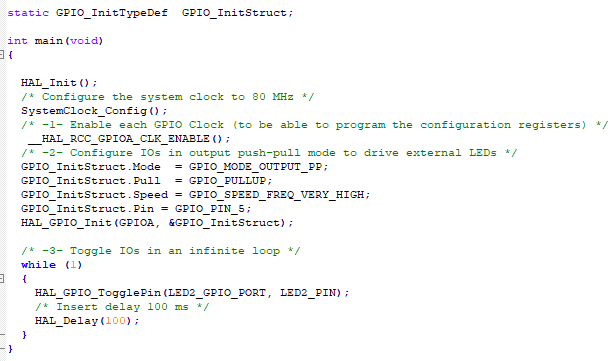 static GPIO_InitTypeDef  GPIO_InitStruct;

int main(void)
{

  HAL_Init();
  /* Configure the system clock to 80 MHz */
  SystemClock_Config();
  /* -1- Enable each GPIO Clock (to be able to program the configuration registers) */
  __HAL_RCC_GPIOA_CLK_ENABLE();
  /* -2- Configure IOs in output push-pull mode to drive external LEDs */
  GPIO_InitStruct.Mode  = GPIO_MODE_OUTPUT_PP;
  GPIO_InitStruct.Pull  = GPIO_PULLUP;
  GPIO_InitStruct.Speed = GPIO_SPEED_FREQ_VERY_HIGH;
  GPIO_InitStruct.Pin = GPIO_PIN_5;
  HAL_GPIO_Init(GPIOA, &GPIO_InitStruct);

  /* -3- Toggle IOs in an infinite loop */
  while (1)
  {
    HAL_GPIO_TogglePin(LED2_GPIO_PORT, LED2_PIN);
    /* Insert delay 100 ms */
    HAL_Delay(100);
  }
}